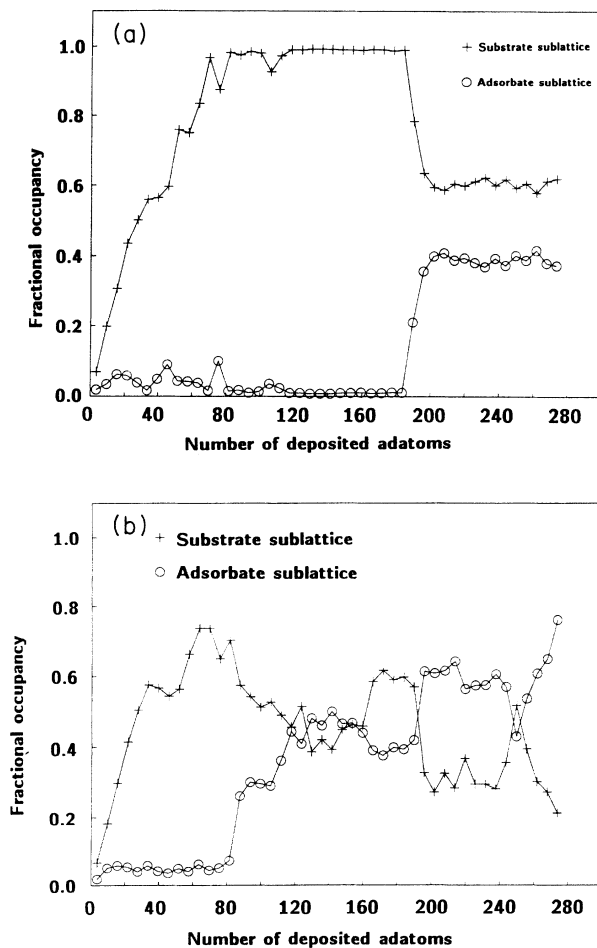 (a)
+ Substrate sublattice
○ Adsorbate sublattice
Fractional occupancy
1.0
0.8
0.6
0.4
0.2
0.0
0 40 80 120 160 200 240 280
Number of deposited adatoms
(b)
+ Substrate sublattice
○ Adsorbate sublattice
Fractional occupancy
1.0
0.8
0.6
0.4
0.2
0.0
0 40 80 120 160 200 240 280
Number of deposited adatoms